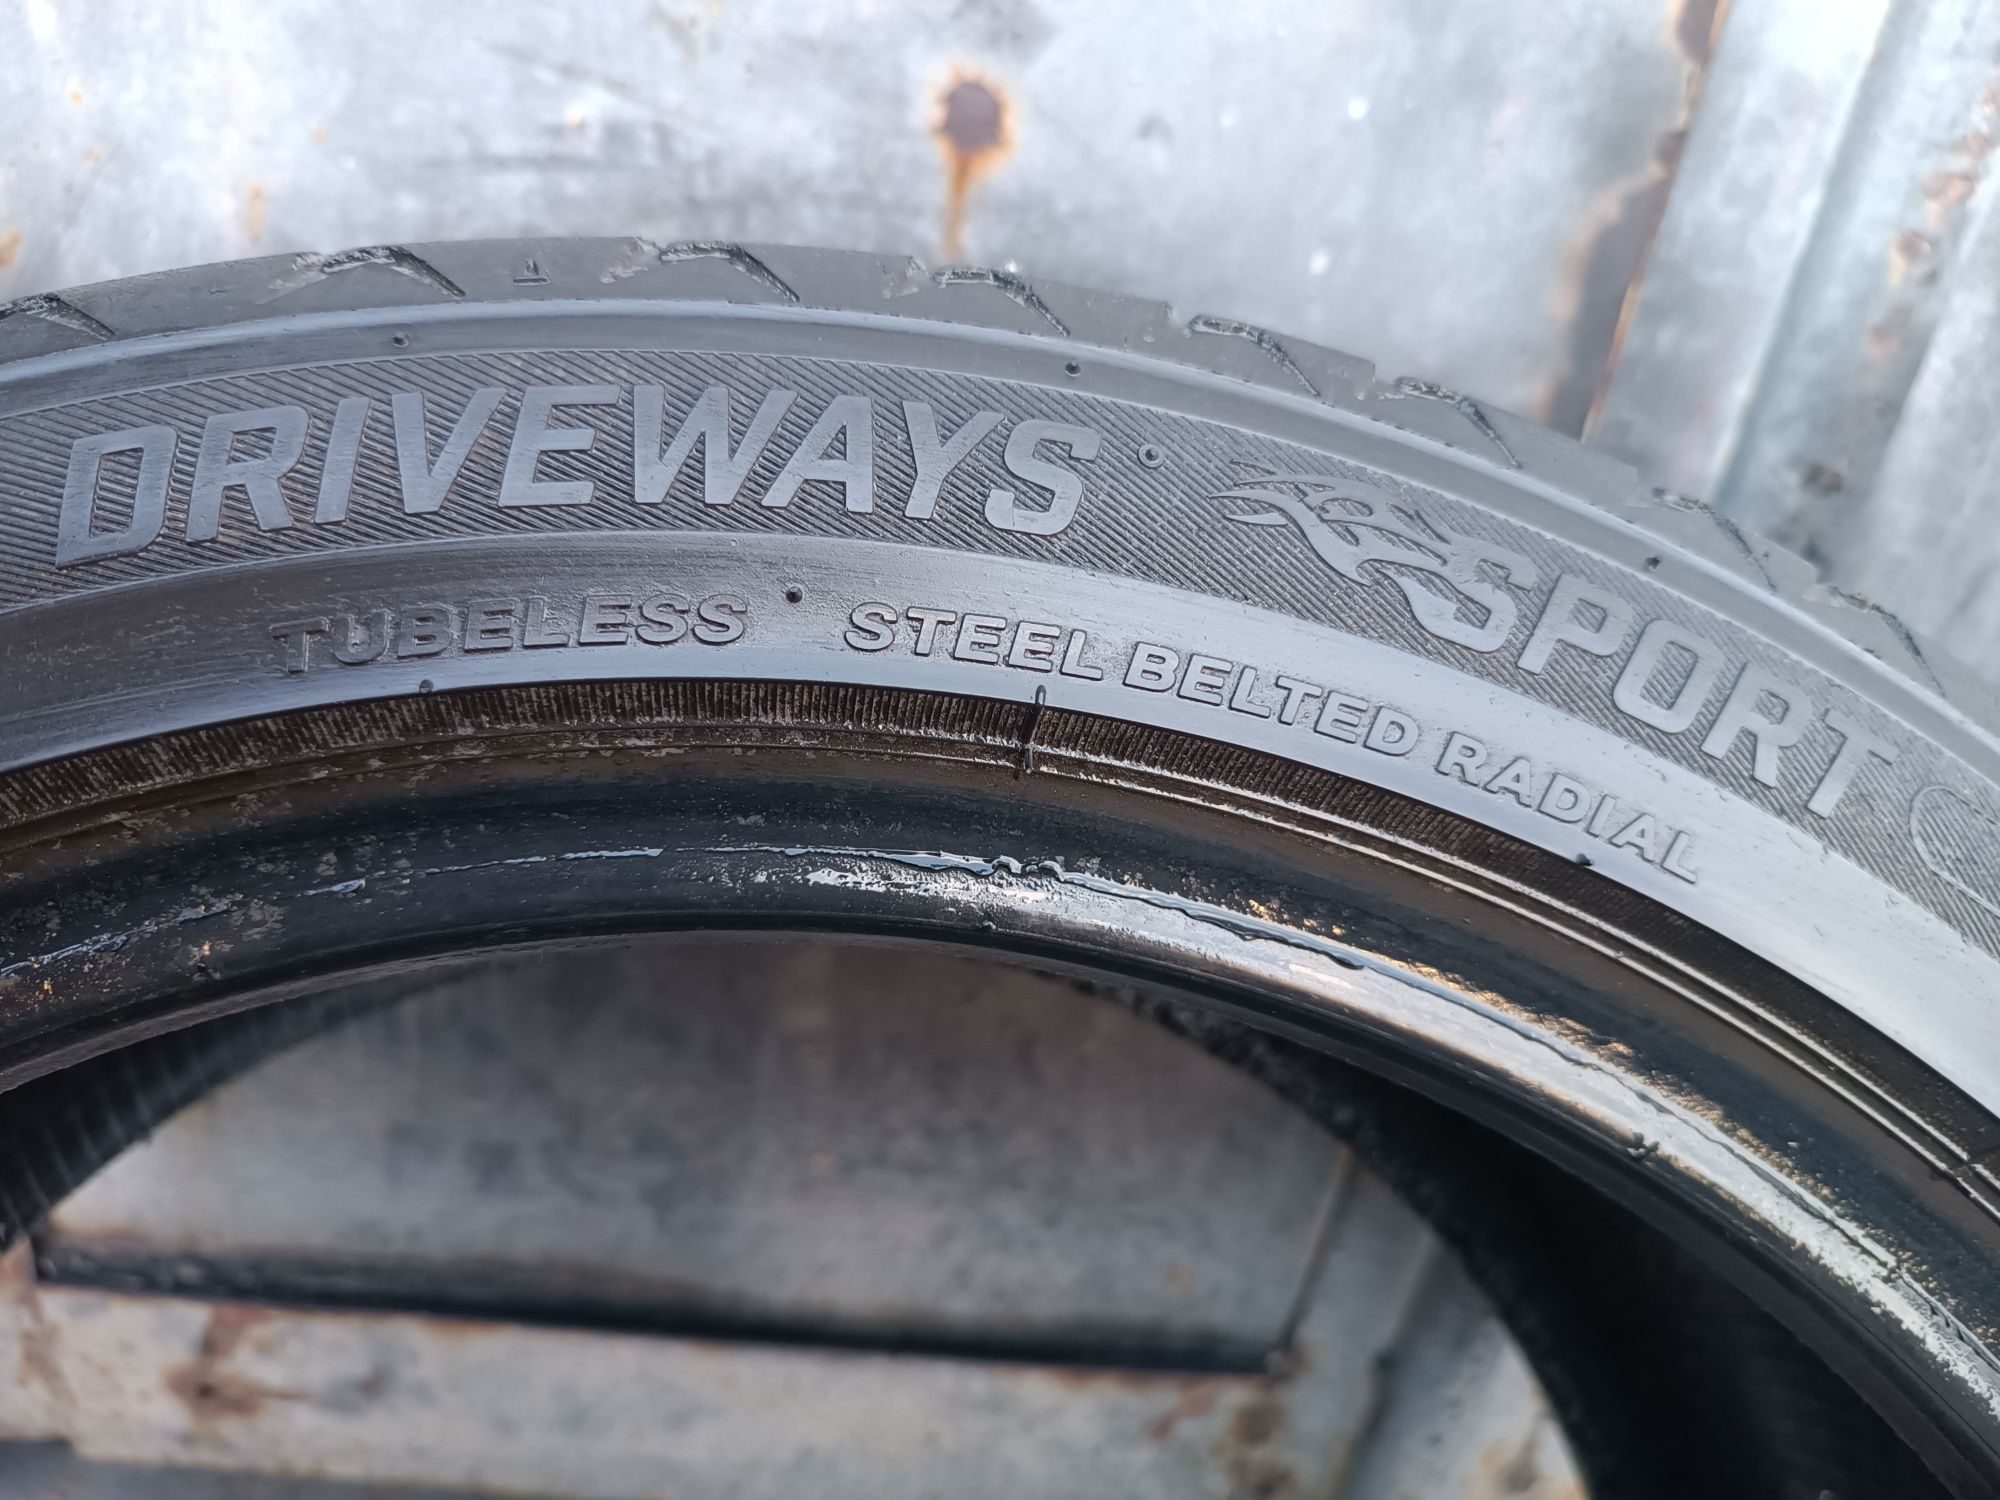 DRIVEWAYS SPORT
TUBELESS STEEL BELTED RADIAL